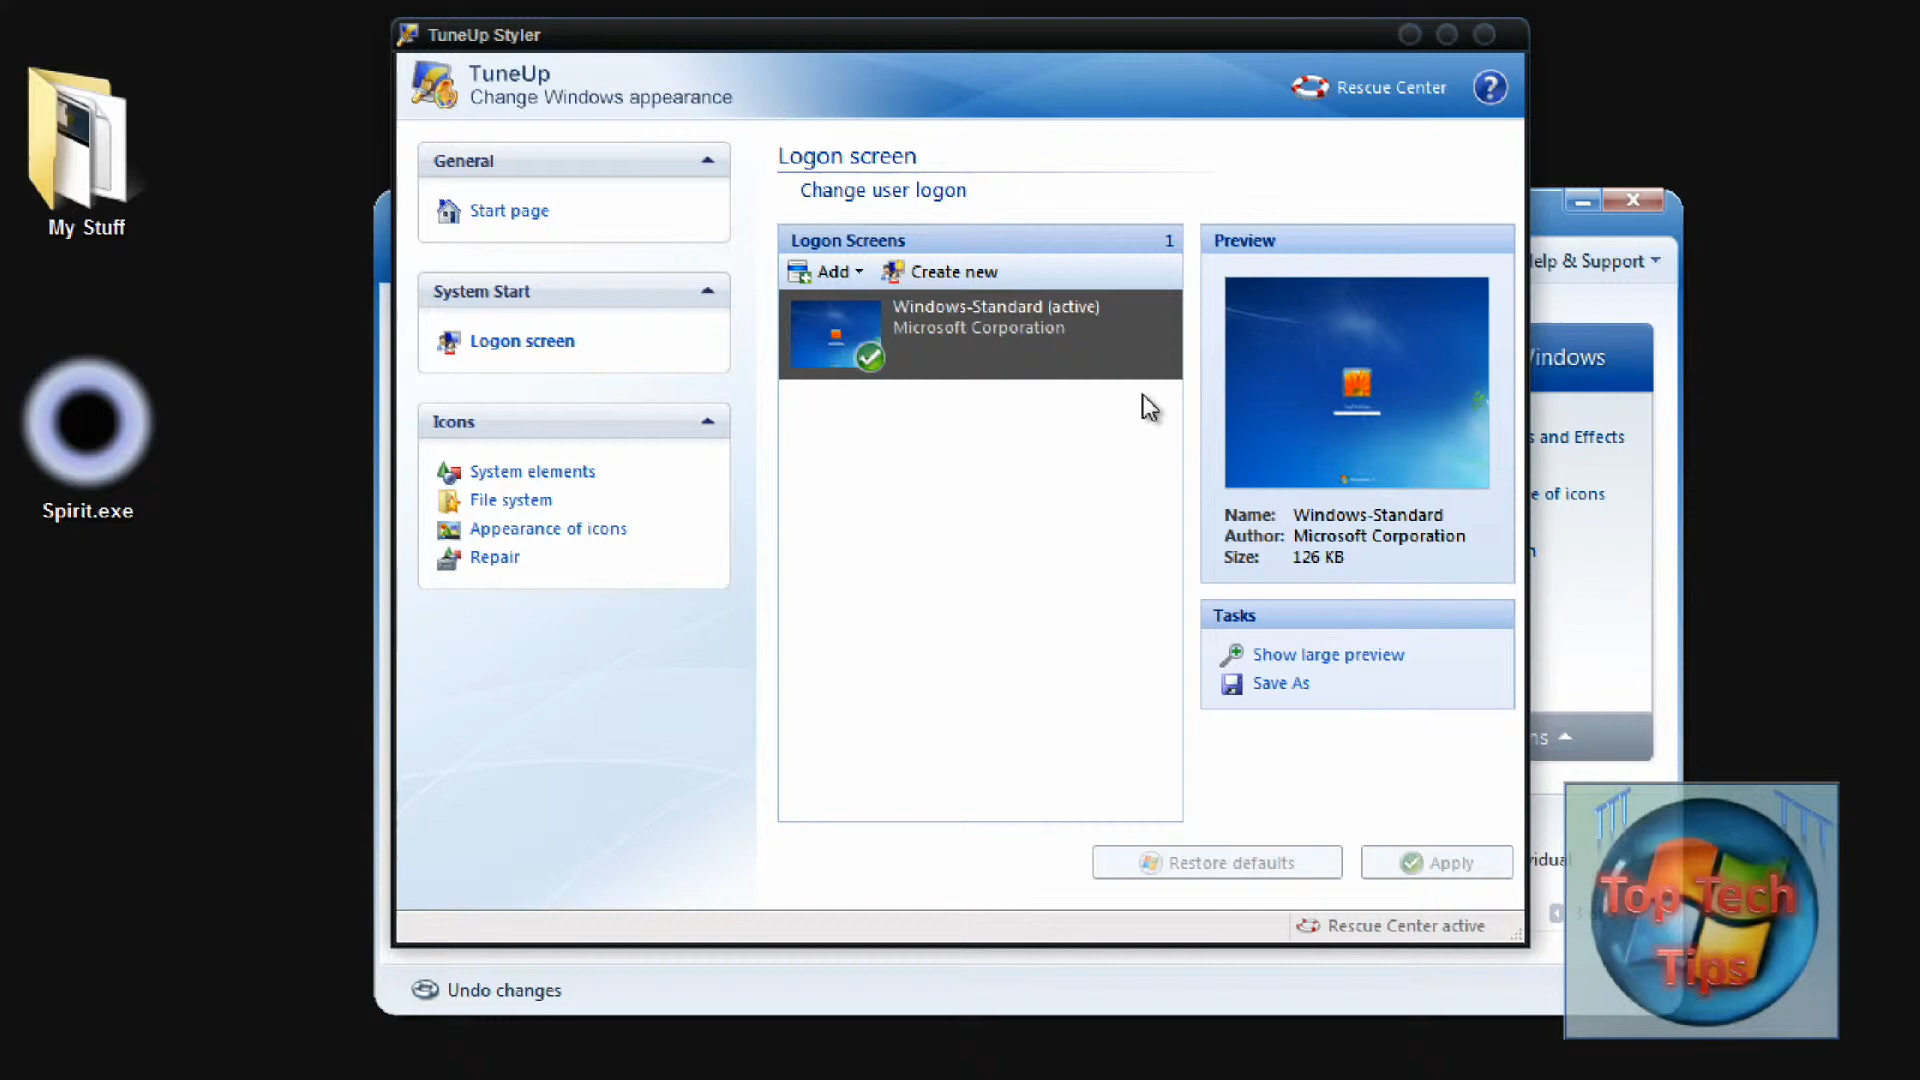 TuneUp Styler
TuneUp
Change Windows appearance
Rescue Center
?
My Stuff
Spirit.exe
General
Start page
System Start
Logon screen
Icons
System elements
File system
Appearance of icons
Repair
Logon screen
Change user logon
Logon Screens 1
Add
Create new
Windows-Standard (active)
Microsoft Corporation
Preview
Name: Windows-Standard
Author: Microsoft Corporation
Size: 126 KB
Tasks
Show large preview
Save As
Restore defaults
Apply
Rescue Center active
elp & Support
indows
s and Effects
e of icons
n
ns
vidual
Undo changes
Top Tech
Tips